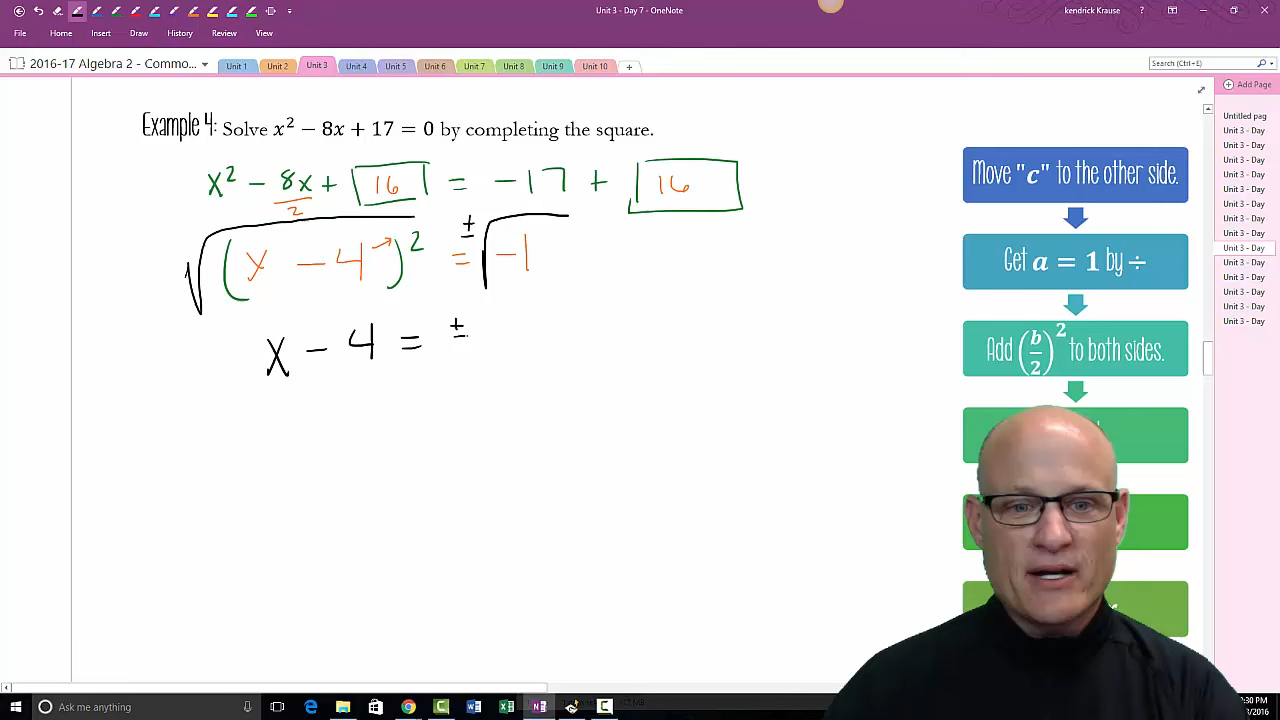 Unit 3 - Day 7 - OneNote
kendrick Krause
?
File Home Insert Draw History Review View
2016-17 Algebra 2 - Commo...
Unit 1 Unit 2 Unit 3 Unit 4 Unit 5 Unit 6 Unit 7 Unit 8 Unit 9 Unit 10 +
Search (Ctrl+E)
Add Page
Untitled pag
Unit 3 - Day
Unit 3 - Day
Unit 3 - Day
Unit 3 - Day
Unit 3 - Day
Unit 3 - Day
Unit 3 - Day
Unit 3 - Day
Unit 3 - Day
Unit 3 - Day
Unit 3 - Day
Unit 3 - Day
Unit 3 - Day
Unit 3 - Day
Example 4: Solve x² − 8x + 17 = 0 by completing the square.
x² − 8x/2 + 16 = −17 + 16
√(x − 4)² = ±√−1
x − 4 = ±
Move "c" to the other side.
Get a = 1 by ÷
Add (b/2)² to both sides.
Ask me anything